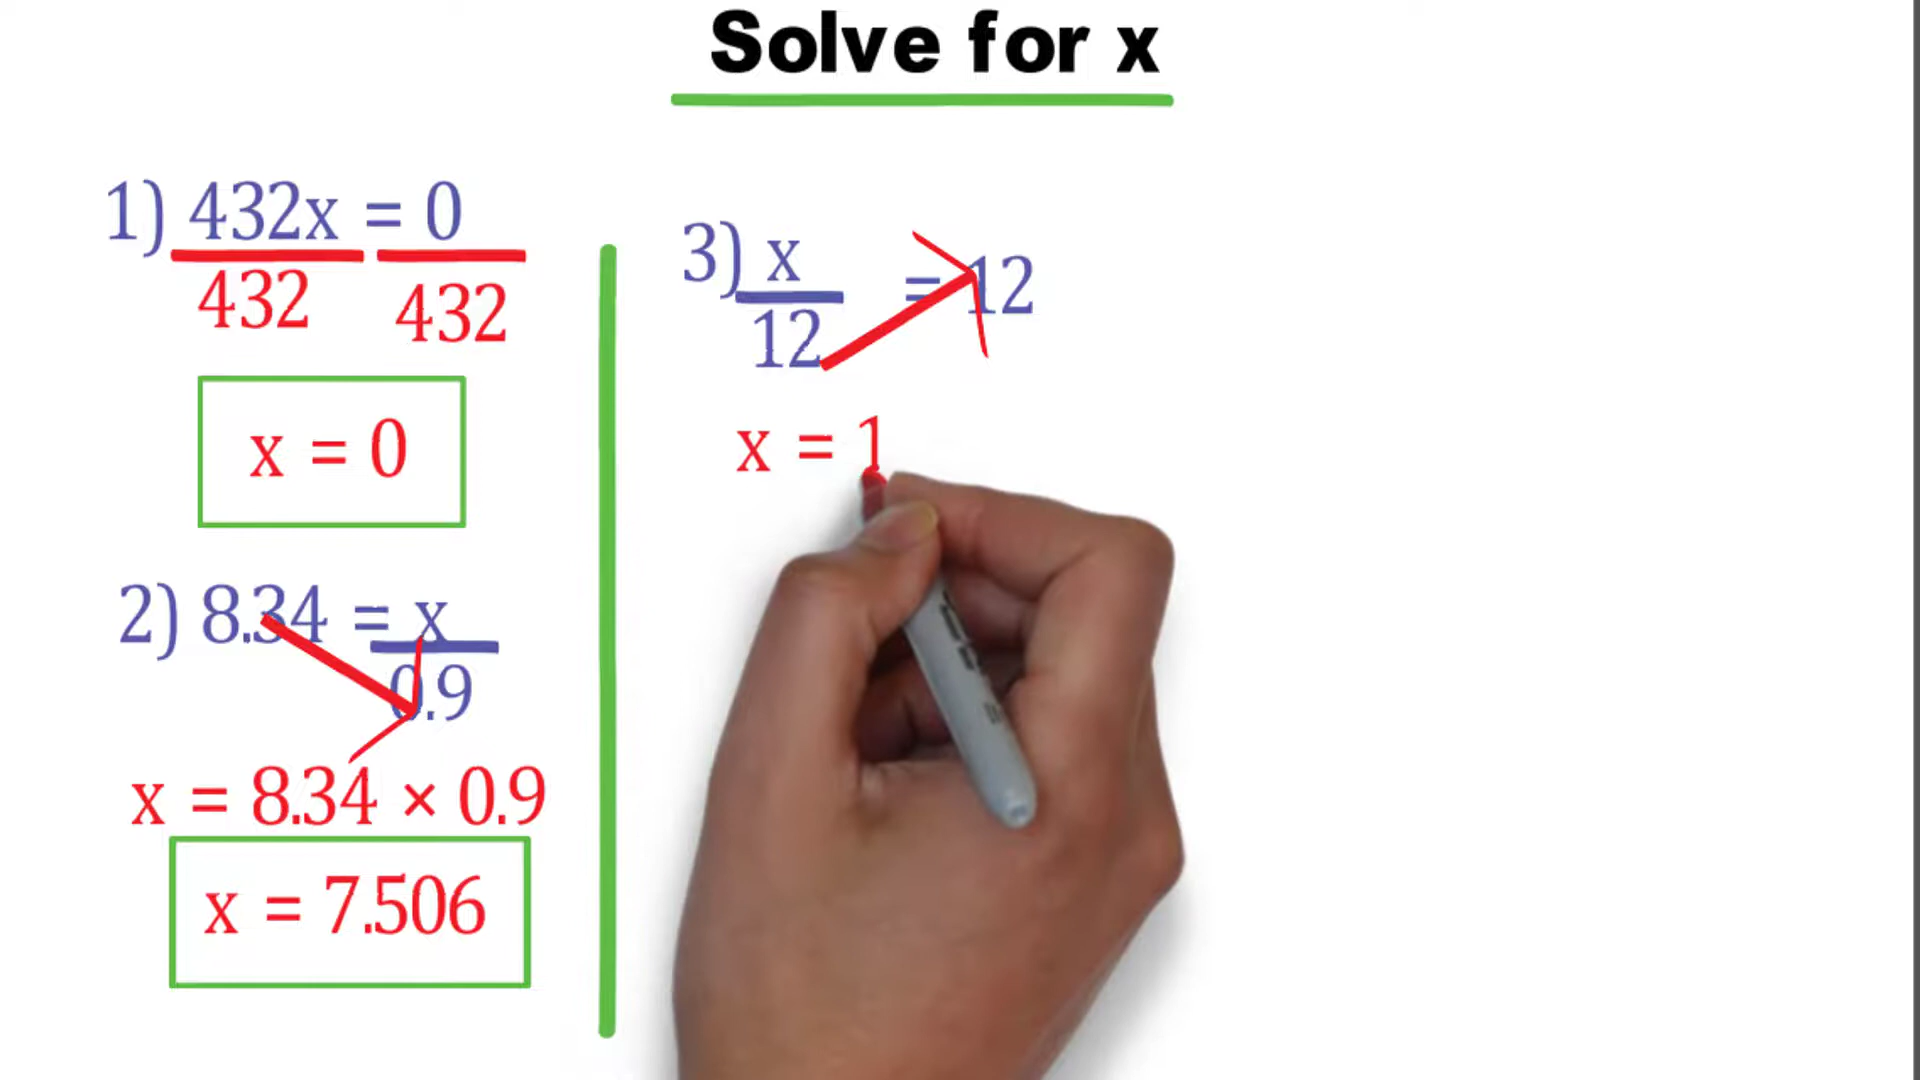 Solve for x
1) 432x = 0
432 432
x = 0
2) 8.34 = x
0.9
x = 8.34 × 0.9
x = 7.506
3) x = 12
12
x = 1